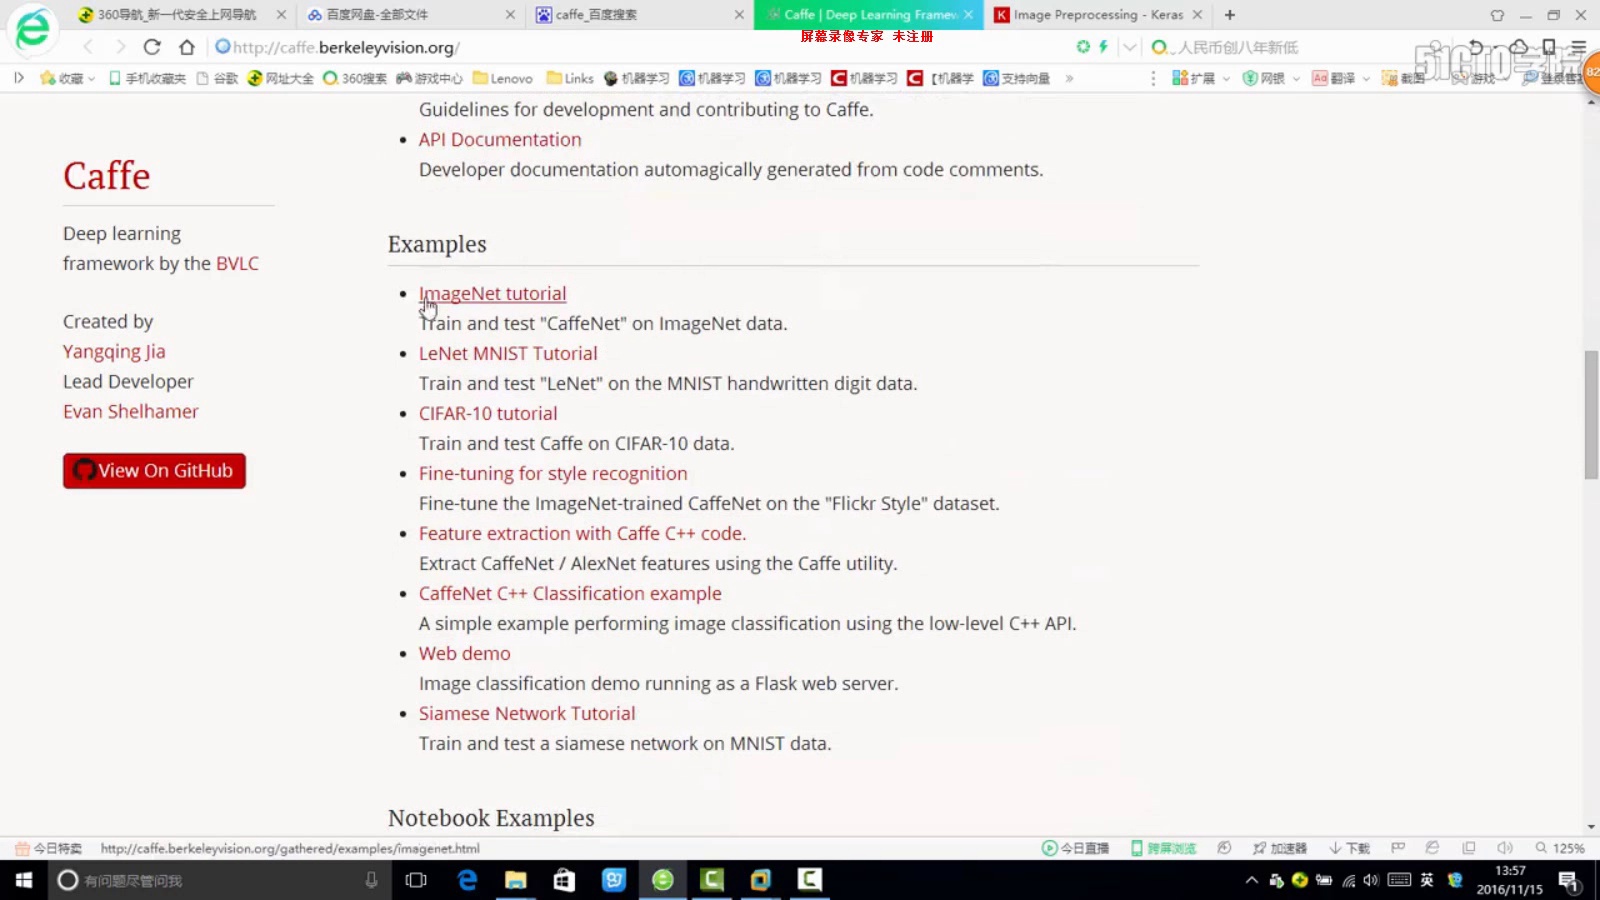 360导航_新一代安全上网导航
百度网盘-全部文件
caffe_百度搜索
Caffe | Deep Learning Framew
Image Preprocessing - Keras
屏幕录像专家 未注册
http://caffe.berkeleyvision.org/
人民币创八年新低
51CTO学院
收藏
手机收藏夹
谷歌
网址大全
360搜索
游戏中心
Lenovo
Links
机器学习
机器学习
机器学习
机器学习
【机器学
支持向量
»
扩展
网银
翻译
截图
游戏
82
Guidelines for development and contributing to Caffe.
API Documentation
Developer documentation automagically generated from code comments.
Caffe
Deep learning
framework by the BVLC
Created by
Yangqing Jia
Lead Developer
Evan Shelhamer
View On GitHub
Examples
ImageNet tutorial
Train and test "CaffeNet" on ImageNet data.
LeNet MNIST Tutorial
Train and test "LeNet" on the MNIST handwritten digit data.
CIFAR-10 tutorial
Train and test Caffe on CIFAR-10 data.
Fine-tuning for style recognition
Fine-tune the ImageNet-trained CaffeNet on the "Flickr Style" dataset.
Feature extraction with Caffe C++ code.
Extract CaffeNet / AlexNet features using the Caffe utility.
CaffeNet C++ Classification example
A simple example performing image classification using the low-level C++ API.
Web demo
Image classification demo running as a Flask web server.
Siamese Network Tutorial
Train and test a siamese network on MNIST data.
Notebook Examples
今日特卖
http://caffe.berkeleyvision.org/gathered/examples/imagenet.html
今日直播
跨屏浏览
加速器
下载
125%
有问题尽管问我
英
13:57
2016/11/15
1